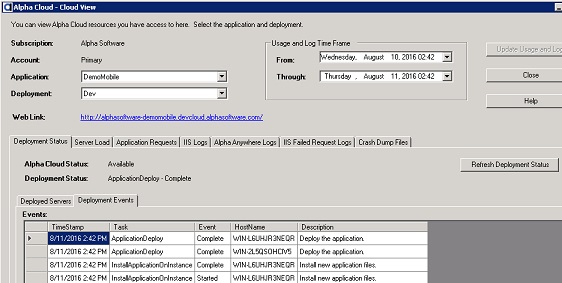 Alpha Cloud - Cloud View
You can view Alpha Cloud resources you have access to here. Select the application and deployment.
Subscription: Alpha Software
Account: Primary
Application: DemoMobile
Deployment: Dev
Web Link: http://alphasoftware-demomobile.devcloud.alphasoftware.com/
Usage and Log Time Frame
From: Wednesday, August 10, 2016 02:42
Through: Thursday , August 11, 2016 02:42
Update Usage and Log
Close
Help
Deployment Status Server Load Application Requests IIS Logs Alpha Anywhere Logs IIS Failed Request Logs Crash Dump Files
Alpha Cloud Status: Available
Deployment Status: ApplicationDeploy - Complete
Refresh Deployment Status
Deployed Servers Deployment Events
Events:
TimeStamp Task Event HostName Description
8/11/2016 2:42 PM ApplicationDeploy Complete WIN-L6UHJR3NEQR Deploy the application.
8/11/2016 2:42 PM ApplicationDeploy Complete WIN-2L5QSOHCIV5 Deploy the application.
8/11/2016 2:42 PM InstallApplicationOnInstance Complete WIN-L6UHJR3NEQR Install new application files.
8/11/2016 2:42 PM InstallApplicationOnInstance Started WIN-L6UHJR3NEQR Install new application files.